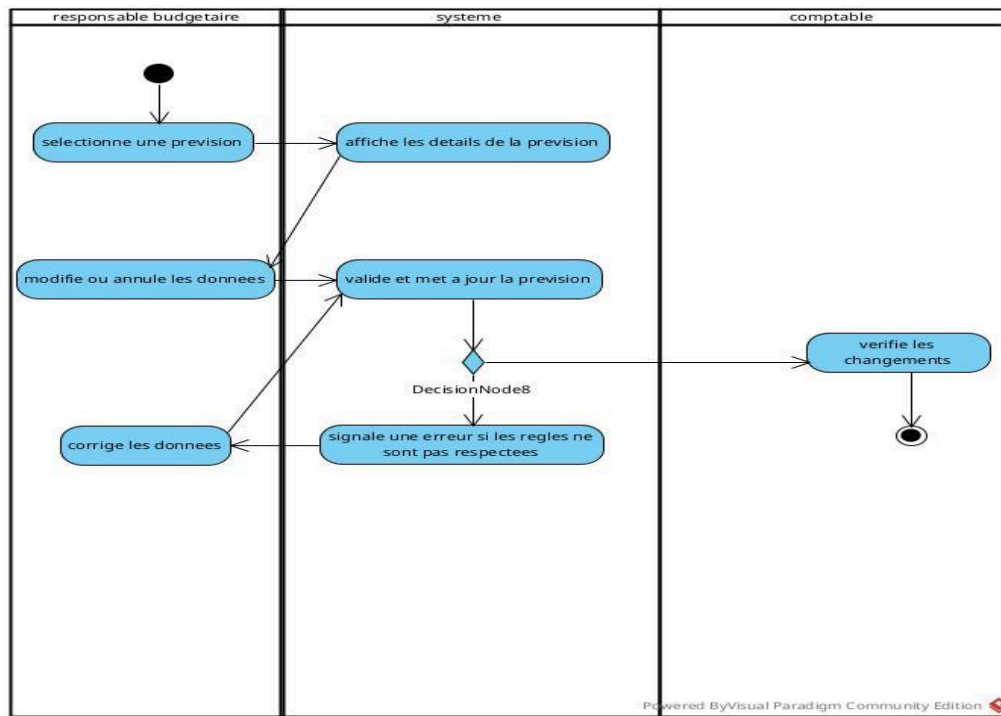 responsable budgetaire
systeme
comptable
selectionne une prevision
affiche les details de la prevision
modifie ou annule les donnees
valide et met a jour la prevision
verifie les
changements
DecisionNode8
corrige les donnees
signale une erreur si les regles ne
sont pas respectees
Powered ByVisual Paradigm Community Edition